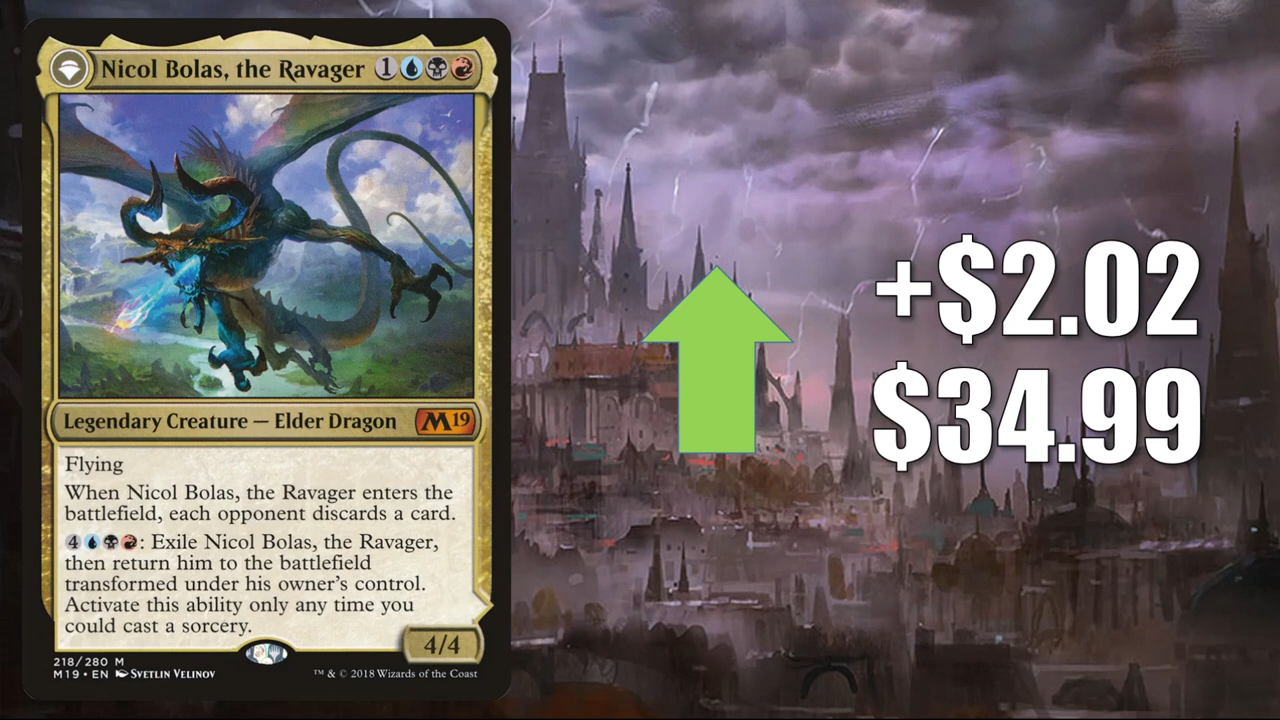 Nicol Bolas, the Ravager 1
Legendary Creature — Elder Dragon M19
Flying
When Nicol Bolas, the Ravager enters the
battlefield, each opponent discards a card.
4: Exile Nicol Bolas, the Ravager,
then return him to the battlefield
transformed under his owner's control.
Activate this ability only any time you
could cast a sorcery.
4/4
218/280 M
M19 • EN SVETLIN VELINOV
™ & © 2018 Wizards of the Coast
+$2.02
$34.99